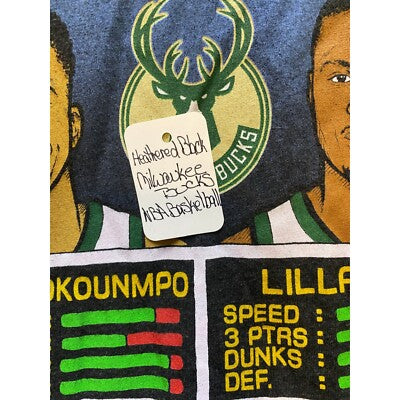 BUCKS
Heathered Black
Milwaukee
BUCKS
NBA Basketball
OKOUNMPO
LILLA
SPEED :
3 PTRS :
DUNKS :
DEF. :